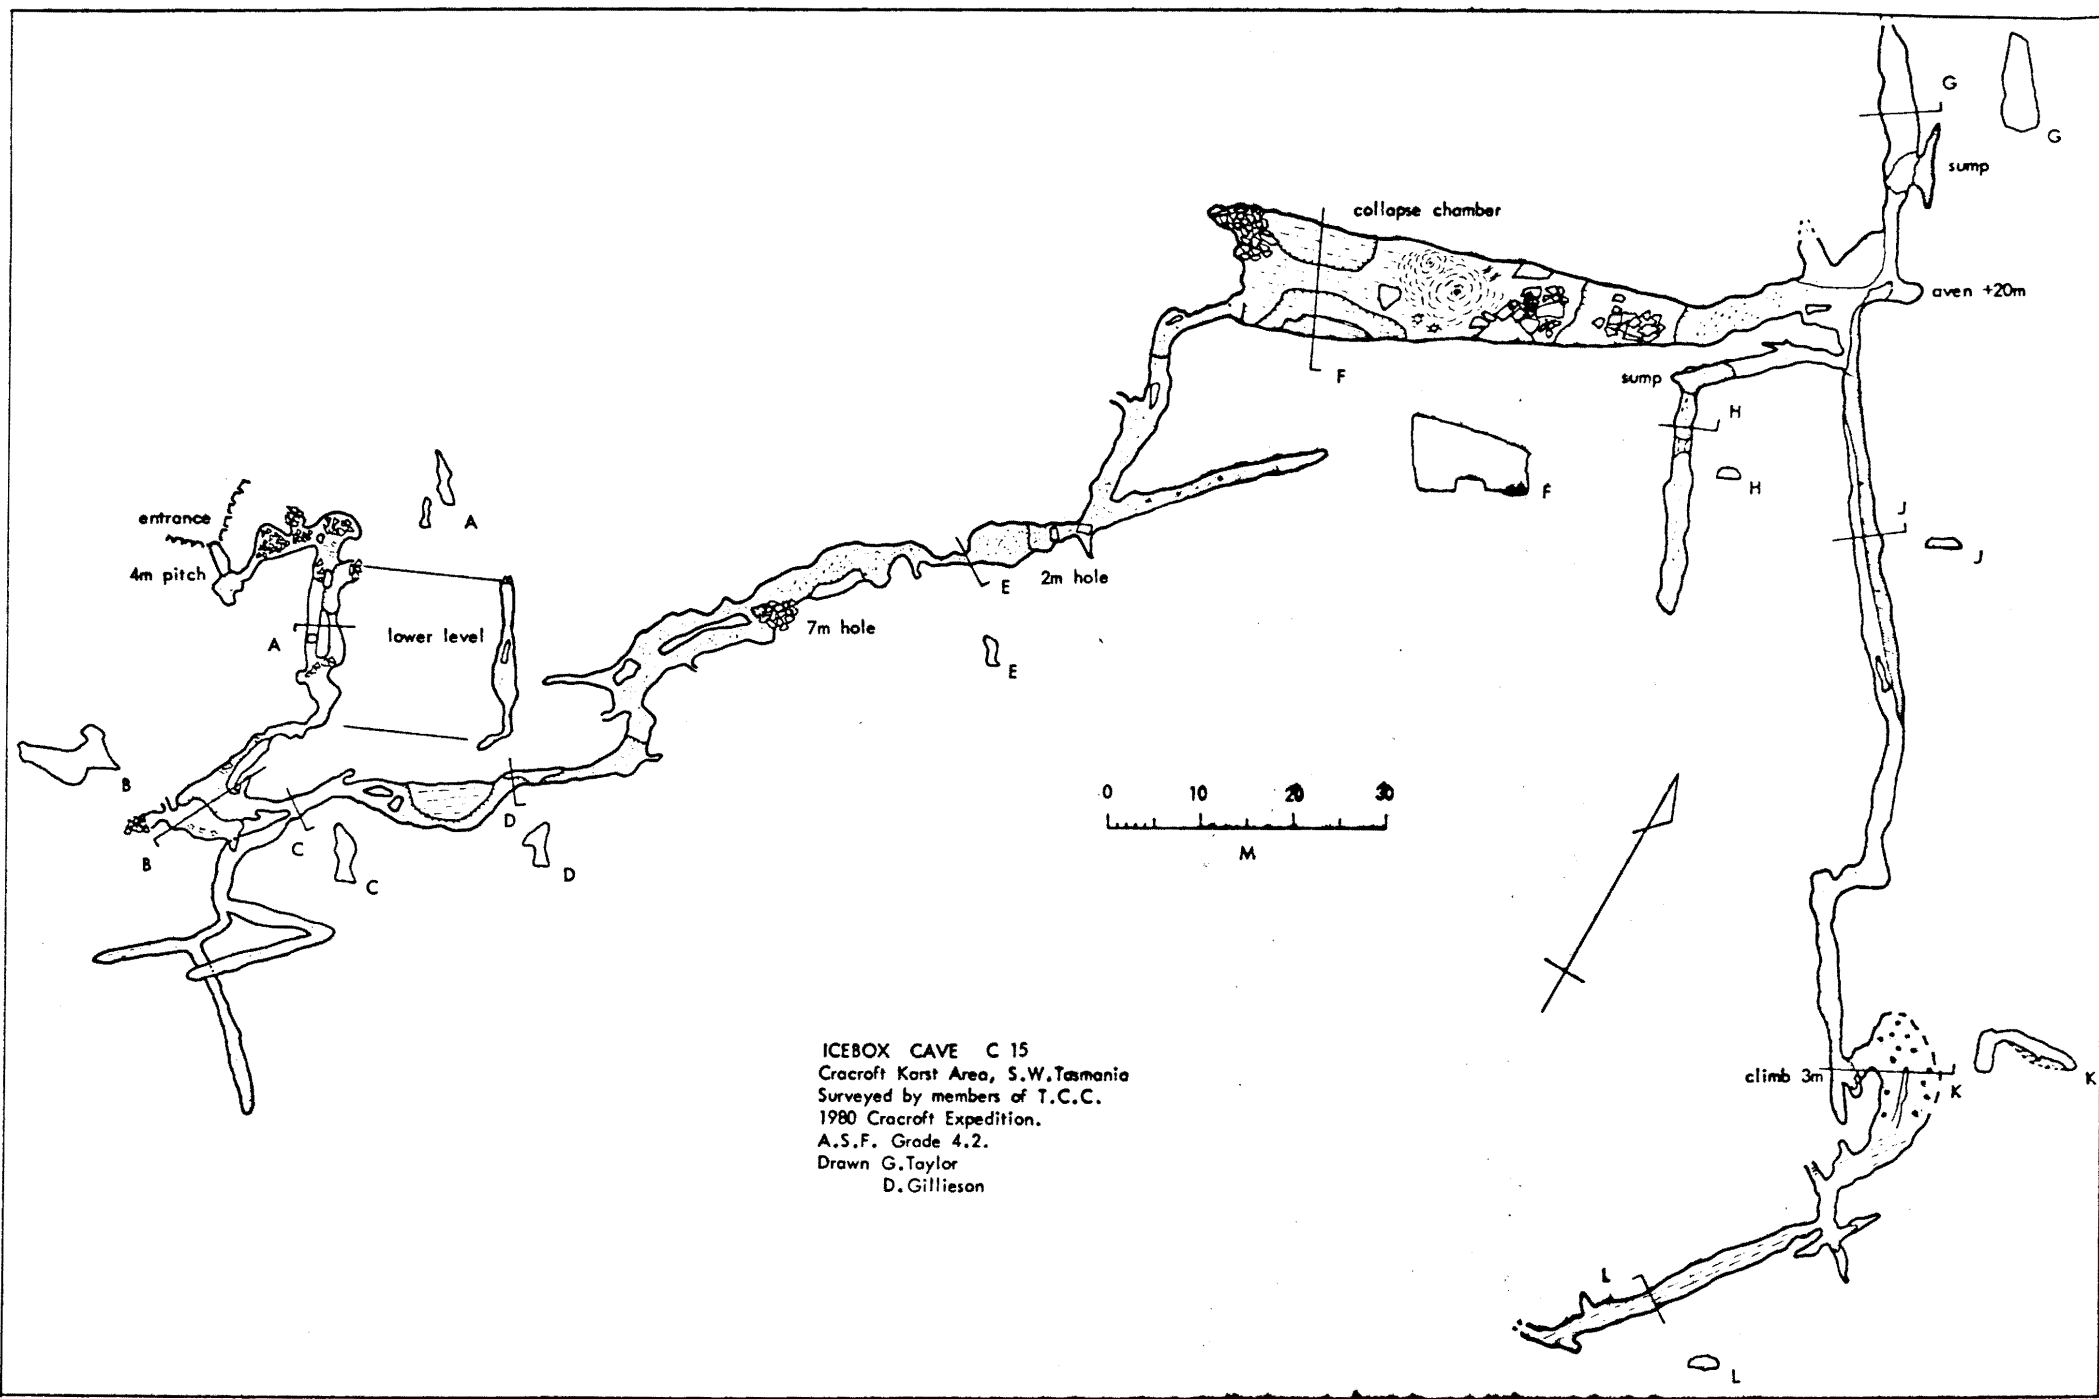 G
G
sump
collapse chamber
aven +20m
F
sump
H
F
H
entrance
A
4m pitch
J
J
E
2m hole
A
lower level
7m hole
E
B
0 10 20 30
M
D
B
C
D
C
ICEBOX CAVE C 15
Cracroft Karst Area, S.W.Tasmania
Surveyed by members of T.C.C.
1980 Cracroft Expedition.
A.S.F. Grade 4.2.
Drawn G.Taylor
D.Gillieson
climb 3m
K
K
L
L